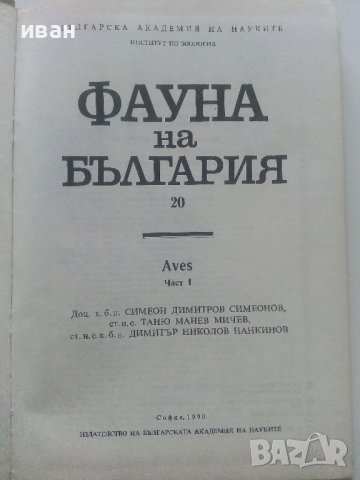 иван
БЪЛГАРСКА АКАДЕМИЯ НА НАУКИТЕ
ИНСТИТУТ ПО ЗООЛОГИЯ
ФАУНА
на
БЪЛГАРИЯ
20
Aves
Част I
Доц. к. б. н. СИМЕОН ДИМИТРОВ СИМЕОНОВ,
ст. н. с. ТАНЮ МАНЕВ МИЧЕВ,
ст. н. с. к. б. н. ДИМИТЪР НИКОЛОВ НАНКИНОВ
София, 1990
ИЗДАТЕЛСТВО НА БЪЛГАРСКАТА АКАДЕМИЯ НА НАУКИТЕ
BAZAR